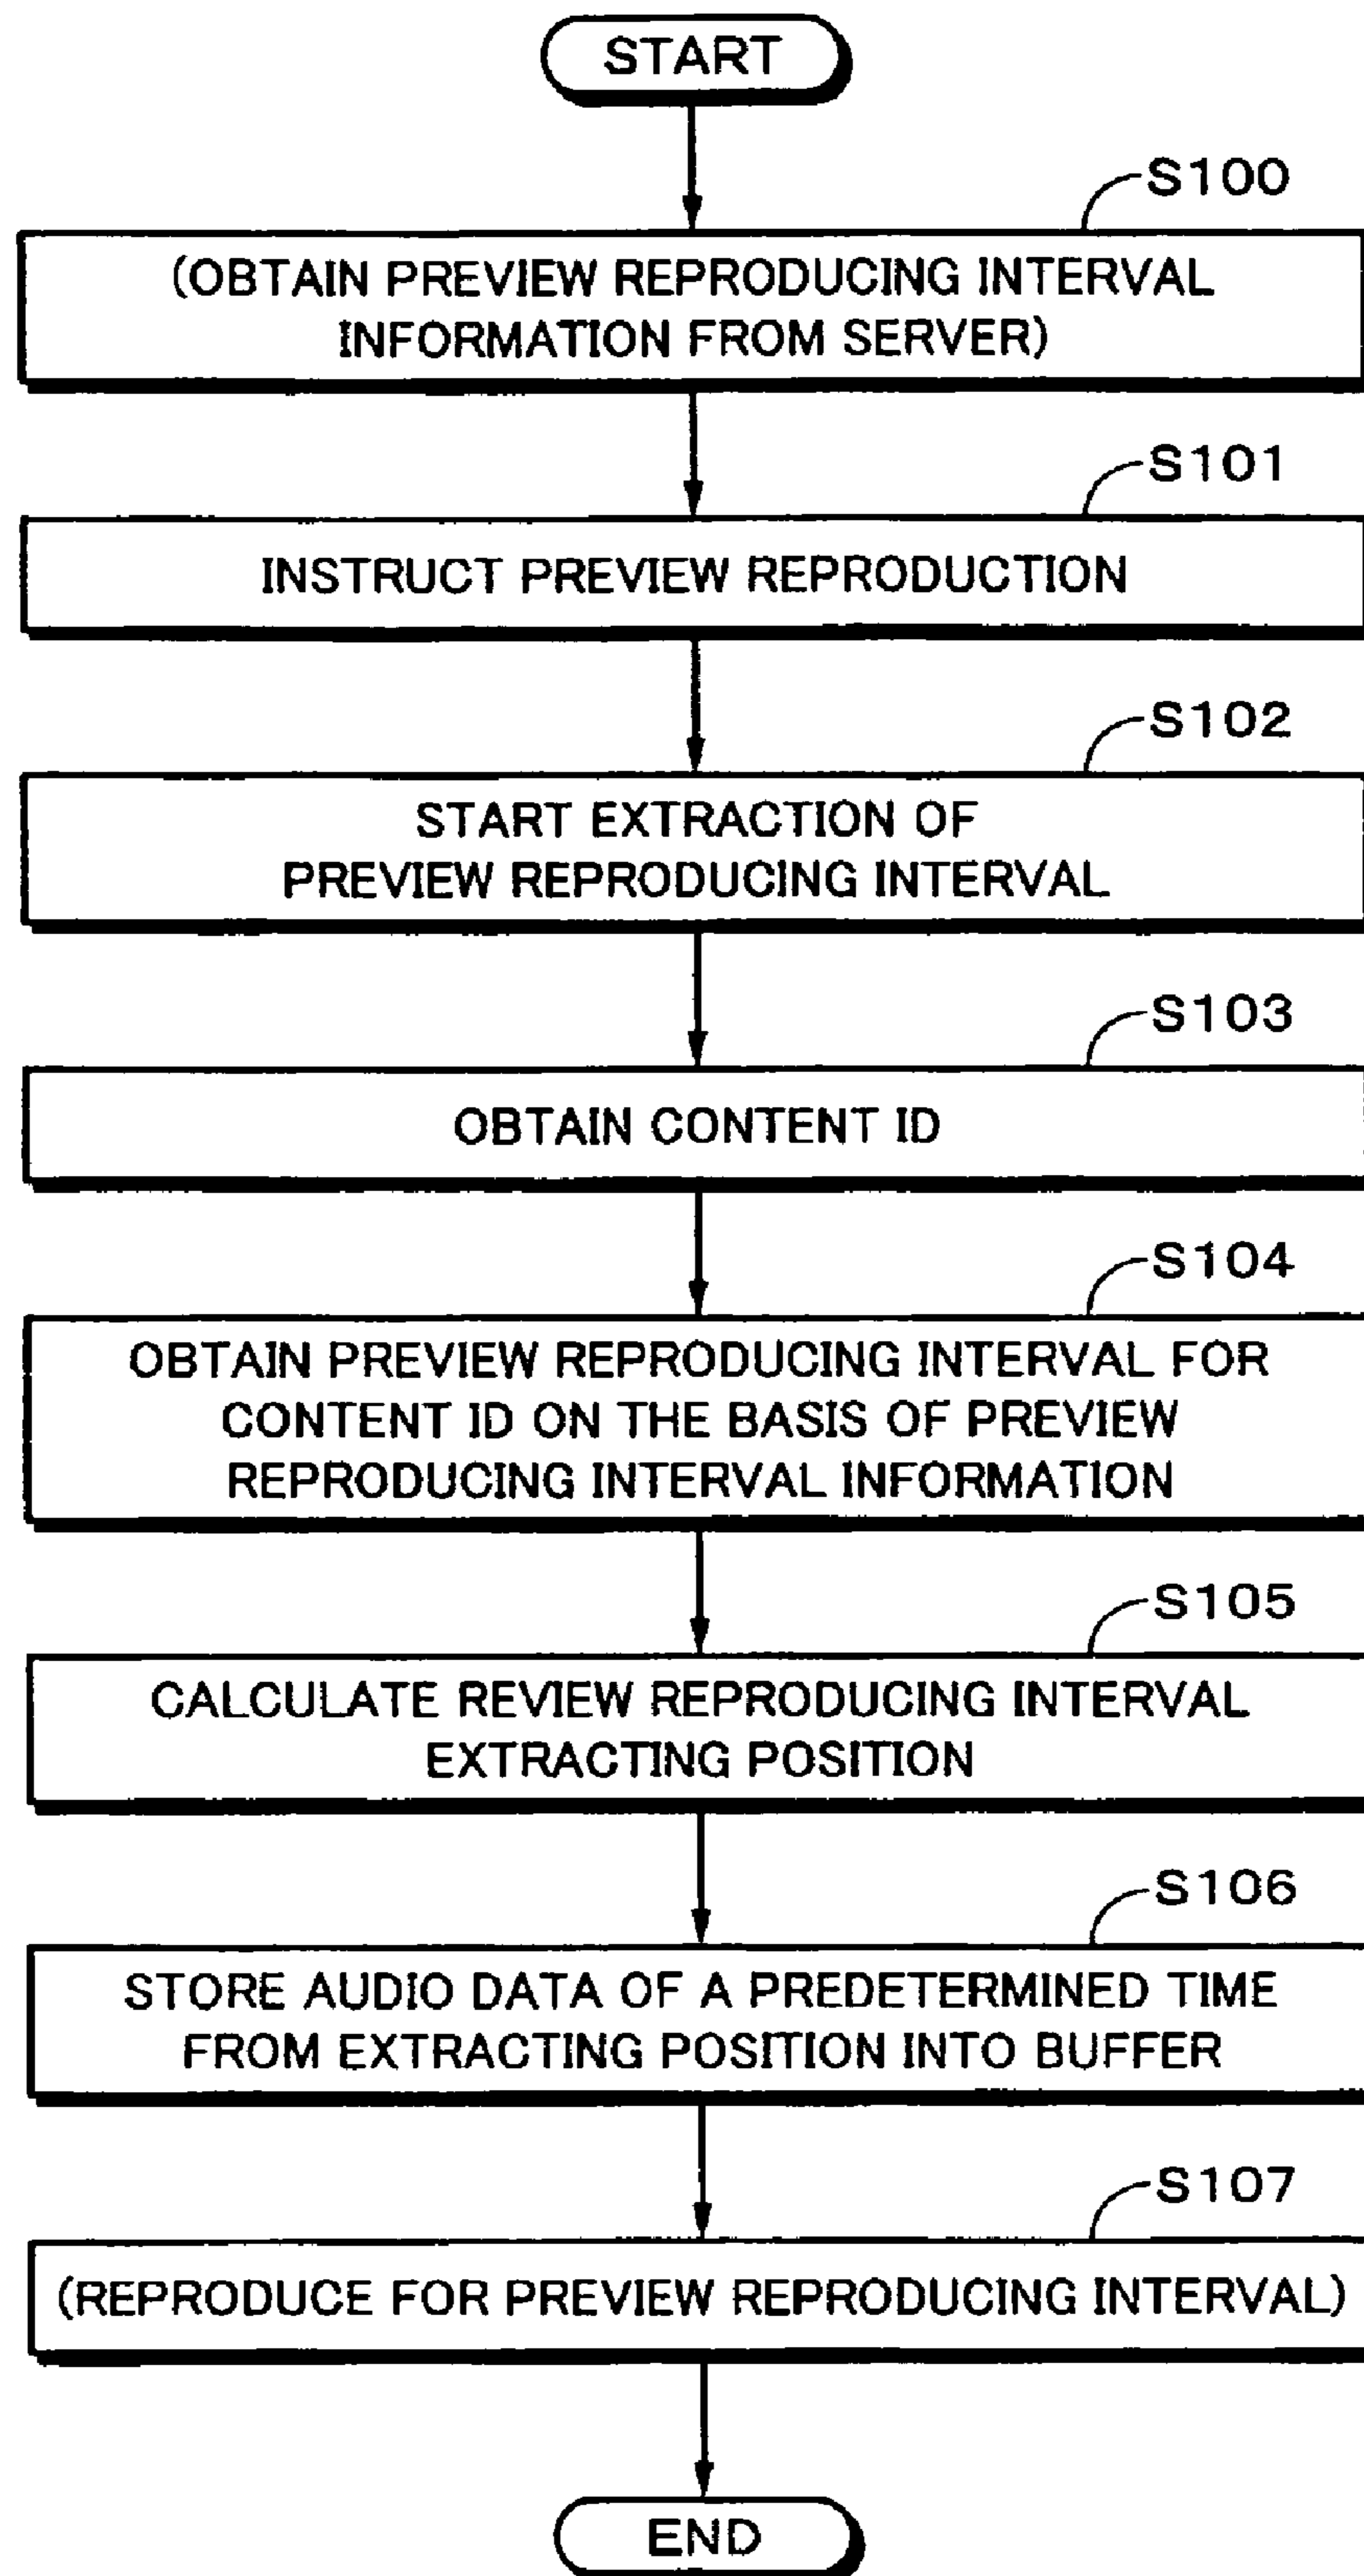 START
S100
(OBTAIN PREVIEW REPRODUCING INTERVAL
INFORMATION FROM SERVER)
S101
INSTRUCT PREVIEW REPRODUCTION
S102
START EXTRACTION OF
PREVIEW REPRODUCING INTERVAL
S103
OBTAIN CONTENT ID
S104
OBTAIN PREVIEW REPRODUCING INTERVAL FOR
CONTENT ID ON THE BASIS OF PREVIEW
REPRODUCING INTERVAL INFORMATION
S105
CALCULATE REVIEW REPRODUCING INTERVAL
EXTRACTING POSITION
S106
STORE AUDIO DATA OF A PREDETERMINED TIME
FROM EXTRACTING POSITION INTO BUFFER
S107
(REPRODUCE FOR PREVIEW REPRODUCING INTERVAL)
END